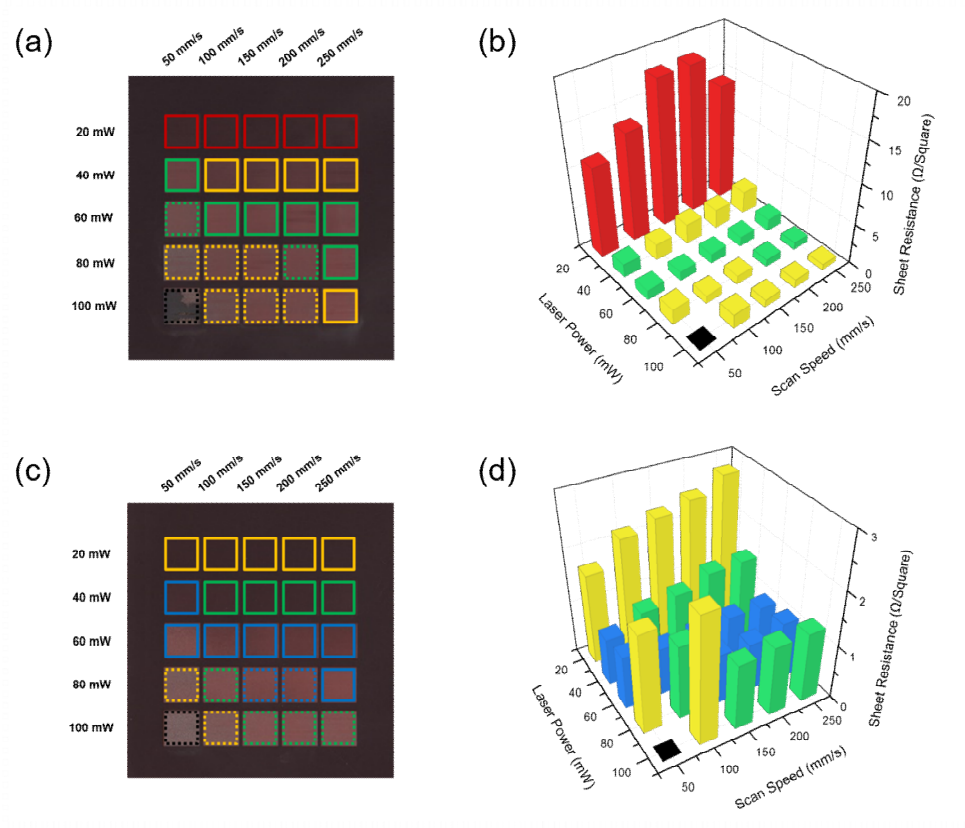 (a)
50 mm/s 100 mm/s 150 mm/s 200 mm/s 250 mm/s
20 mW
40 mW
60 mW
80 mW
100 mW
(b)
20
15
10
5
0
Sheet Resistance (Ω/Square)
20
40
60
80
100
Laser Power (mW)
50
100
150
200
250
Scan Speed (mm/s)
(c)
50 mm/s 100 mm/s 150 mm/s 200 mm/s 250 mm/s
20 mW
40 mW
60 mW
80 mW
100 mW
(d)
3
2
1
0
Sheet Resistance (Ω/Square)
20
40
60
80
100
Laser Power (mW)
50
100
150
200
250
Scan Speed (mm/s)